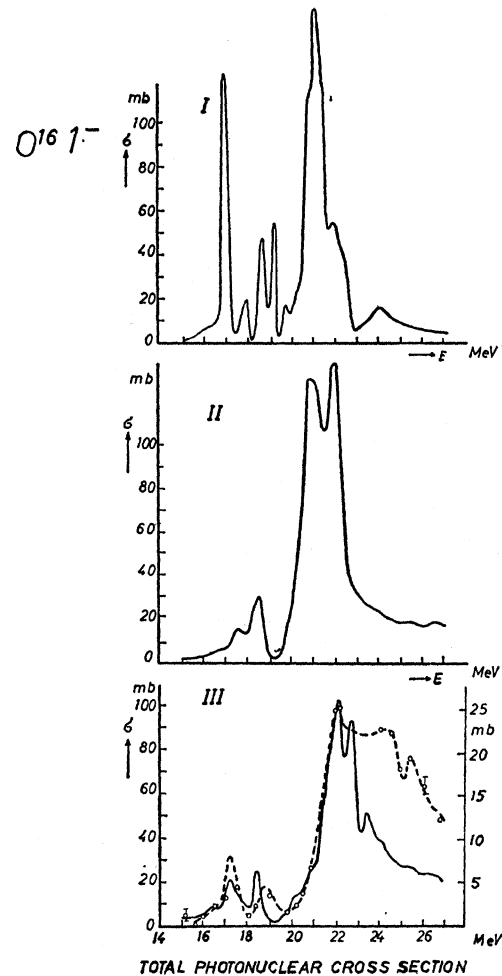 O¹⁶ 1⁻
mb I
σ
100
80
60
40
20
0
→ E MeV
mb II
σ
100
80
60
40
20
0
→ E MeV
mb III
σ
100 25
mb
80 20
60 15
40 10
20 5
0
14 16 18 20 22 24 26 MeV
TOTAL PHOTONUCLEAR CROSS SECTION